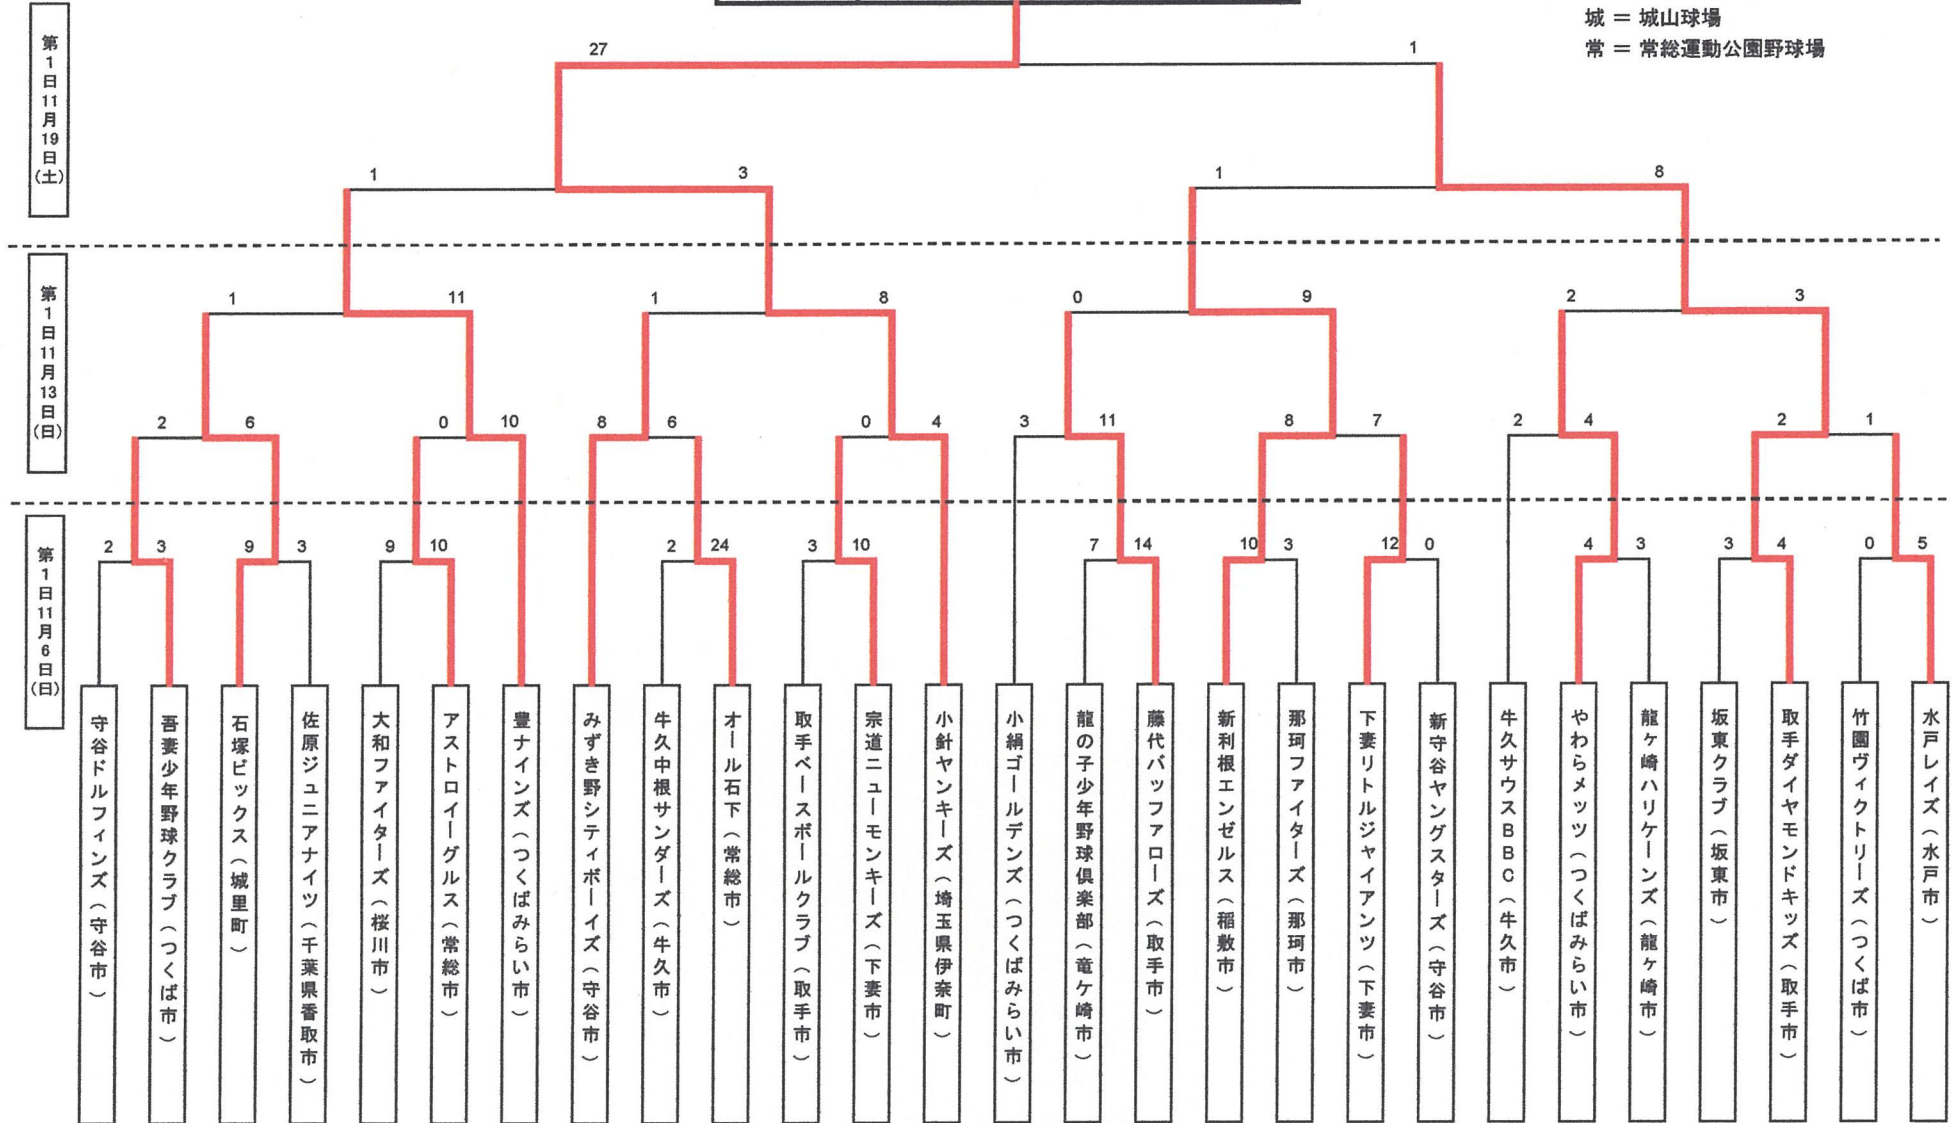 城 ＝ 城山球場
常 ＝ 常総運動公園野球場
27 1
第1日11月19日(土)
1 3 1 8
第1日11月13日(日)
1 11 1 8 0 9 2 3
2 6 0 10 8 6 0 4 3 11 8 7 2 4 2 1
第1日11月6日(日)
2 3 9 3 9 10 2 24 3 10 7 14 10 3 12 0 4 3 3 4 0 5
守谷ドルフィンズ(守谷市)
吾妻少年野球クラブ(つくば市)
石塚ビックス(城里町)
佐原ジュニアナイツ(千葉県香取市)
大和ファイターズ(桜川市)
アストロイーグルス(常総市)
豊ナインズ(つくばみらい市)
みずき野シティボーイズ(守谷市)
牛久中根サンダーズ(牛久市)
オール石下(常総市)
取手ベースボールクラブ(取手市)
宗道ニューモンキーズ(下妻市)
小針ヤンキーズ(埼玉県伊奈町)
小絹ゴールデンズ(つくばみらい市)
龍の子少年野球倶楽部(竜ケ崎市)
藤代バッファローズ(取手市)
新利根エンゼルス(稲敷市)
那珂ファイターズ(那珂市)
下妻リトルジャイアンツ(下妻市)
新守谷ヤングスターズ(守谷市)
牛久サウスBBC(牛久市)
やわらメッツ(つくばみらい市)
龍ヶ崎ハリケーンズ(龍ヶ崎市)
坂東クラブ(坂東市)
取手ダイヤモンドキッズ(取手市)
竹園ヴィクトリーズ(つくば市)
水戸レイズ(水戸市)